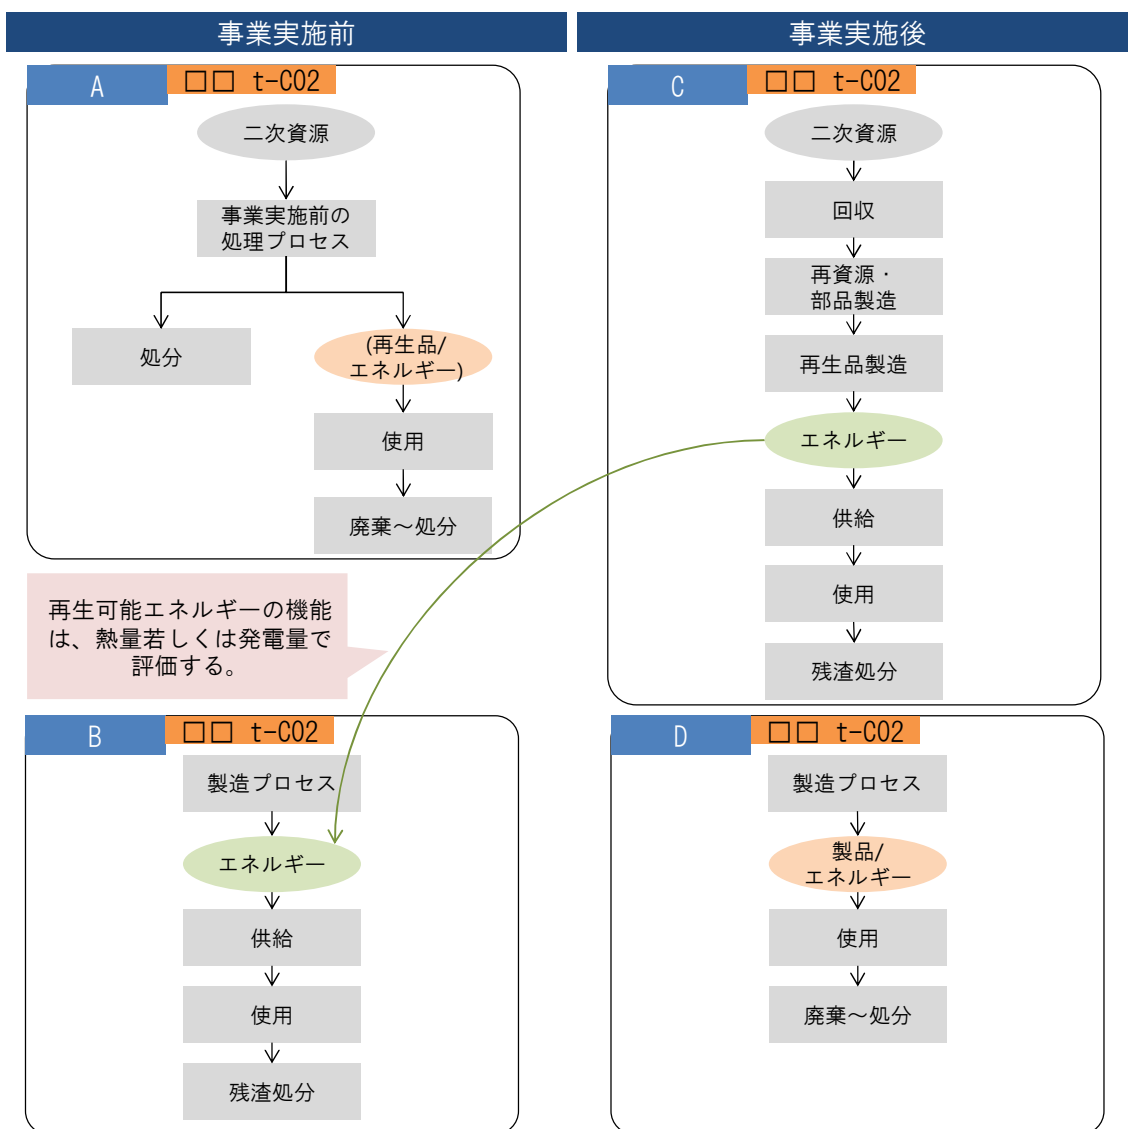 事業実施前
事業実施後
A
□□ t-CO2
二次資源
事業実施前の
処理プロセス
処分
(再生品/
エネルギー)
使用
廃棄～処分
C
□□ t-CO2
二次資源
回収
再資源・
部品製造
再生品製造
エネルギー
供給
使用
残渣処分
再生可能エネルギーの機能
は、熱量若しくは発電量で
評価する。
B
□□ t-CO2
製造プロセス
エネルギー
供給
使用
残渣処分
D
□□ t-CO2
製造プロセス
製品/
エネルギー
使用
廃棄～処分